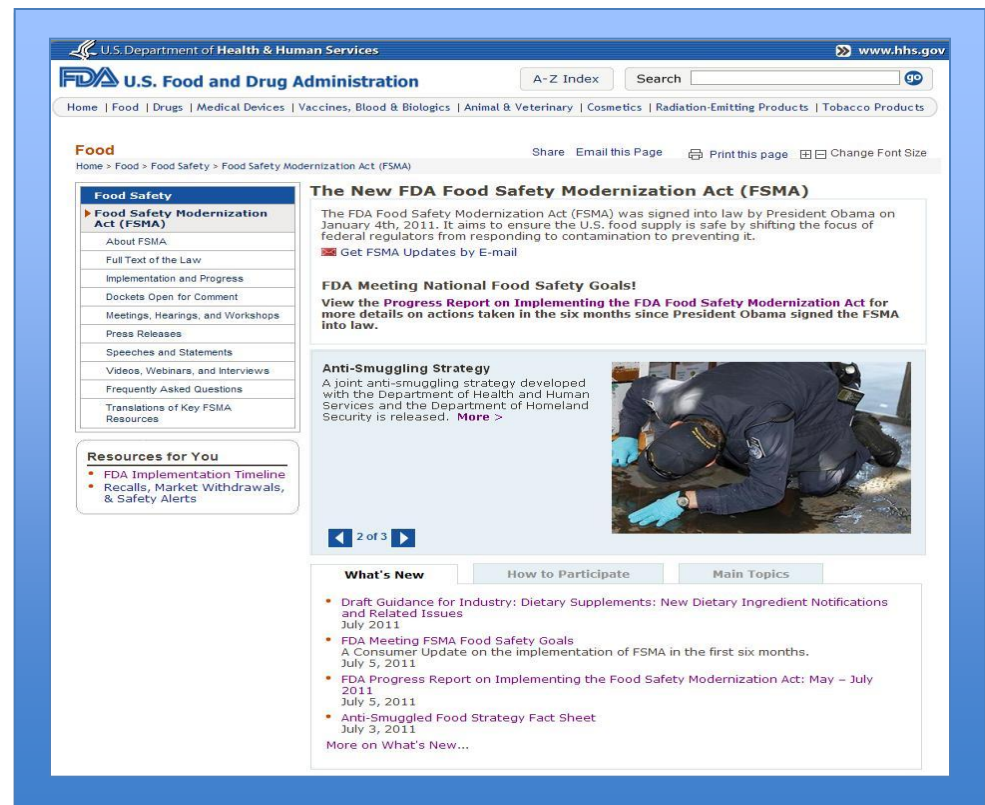 U.S. Department of Health & Human Services
www.hhs.gov
FDA U.S. Food and Drug Administration
A-Z Index
Search
go
Home | Food | Drugs | Medical Devices | Vaccines, Blood & Biologics | Animal & Veterinary | Cosmetics | Radiation-Emitting Products | Tobacco Products
Food
Share Email this Page Print this page Change Font Size
Home > Food > Food Safety > Food Safety Modernization Act (FSMA)
Food Safety
Food Safety Modernization
Act (FSMA)
About FSMA
Full Text of the Law
Implementation and Progress
Dockets Open for Comment
Meetings, Hearings, and Workshops
Press Releases
Speeches and Statements
Videos, Webinars, and Interviews
Frequently Asked Questions
Translations of Key FSMA
Resources
Resources for You
• FDA Implementation Timeline
• Recalls, Market Withdrawals,
& Safety Alerts
The New FDA Food Safety Modernization Act (FSMA)
The FDA Food Safety Modernization Act (FSMA) was signed into law by President Obama on
January 4th, 2011. It aims to ensure the U.S. food supply is safe by shifting the focus of
federal regulators from responding to contamination to preventing it.
Get FSMA Updates by E-mail
FDA Meeting National Food Safety Goals!
View the Progress Report on Implementing the FDA Food Safety Modernization Act for
more details on actions taken in the six months since President Obama signed the FSMA
into law.
Anti-Smuggling Strategy
A joint anti-smuggling strategy developed
with the Department of Health and Human
Services and the Department of Homeland
Security is released. More >
2 of 3
What's New
How to Participate
Main Topics
• Draft Guidance for Industry: Dietary Supplements: New Dietary Ingredient Notifications
and Related Issues
July 2011
• FDA Meeting FSMA Food Safety Goals
A Consumer Update on the implementation of FSMA in the first six months.
July 5, 2011
• FDA Progress Report on Implementing the Food Safety Modernization Act: May – July
2011
July 5, 2011
• Anti-Smuggled Food Strategy Fact Sheet
July 3, 2011
More on What's New...